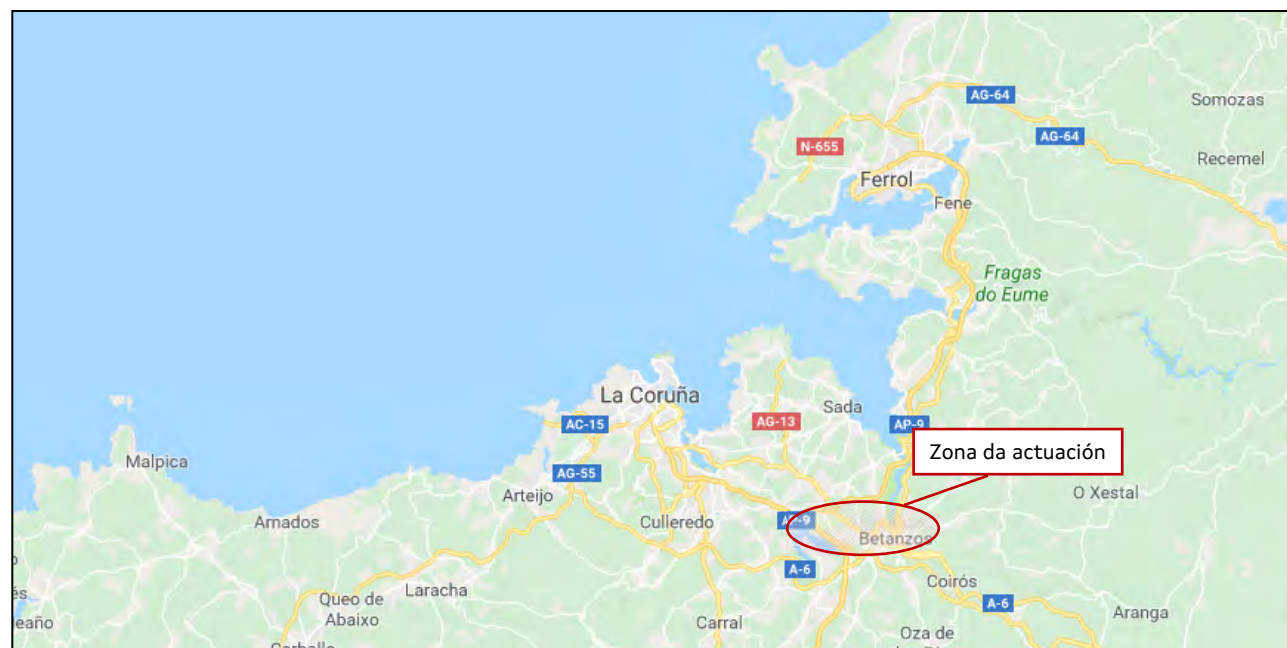 AG-64
Somozas
AG-64
N-655
Recemel
Ferrol
Fene
Fragas
do Eume
La Coruña
Sada
AC-15
AG-13
AP-9
Zona da actuación
Malpica
AG-55
Arteijo
O Xestal
Arnados
Culleredo
Betanzos
A-6
Coirós
Laracha
Queo de
Abaixo
A-6
Aranga
Carral
Oza de